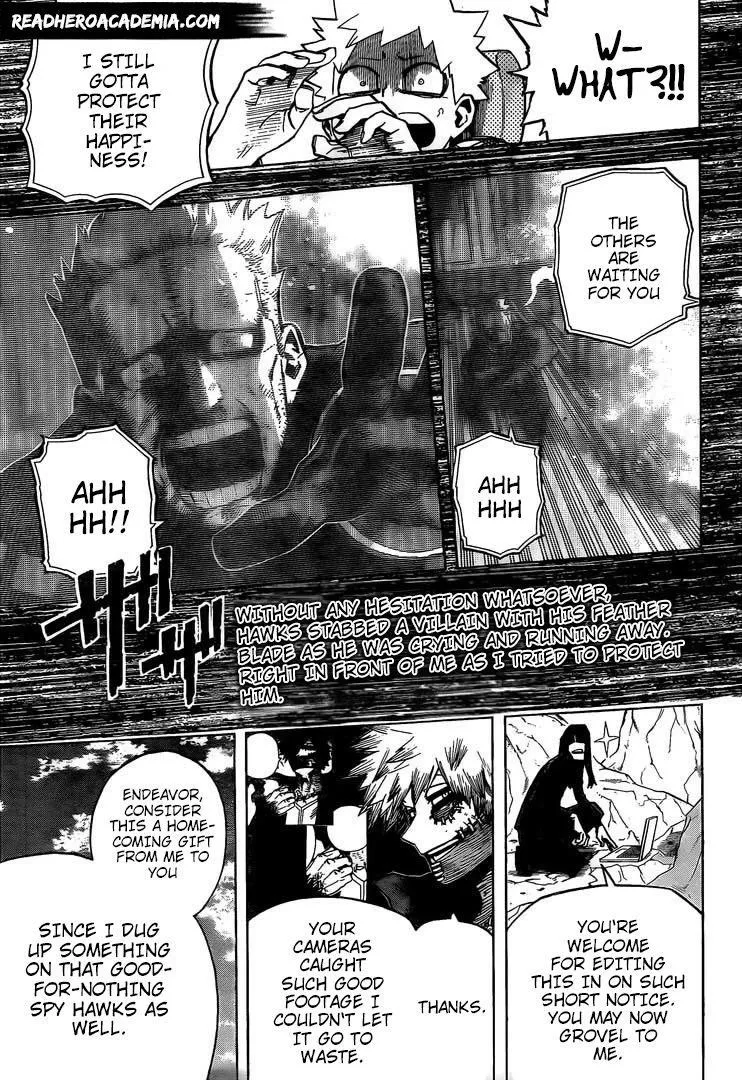 READHEROACADEMIA.COM
W-
WHAT?!!
I STILL
GOTTA
PROTECT
THEIR
HAPPI-
NESS!
THE
OTHERS
ARE
WAITING
FOR YOU
AHH
HHH
AHH
HH!!
WITHOUT ANY HESITATION WHATSOEVER,
HAWKS STABBED A VILLAIN WITH HIS FEATHER
BLADE AS HE WAS CRYING AND RUNNING AWAY.
RIGHT IN FRONT OF ME AS I TRIED TO PROTECT
HIM.
YOU'RE
WELCOME
FOR EDITING
THIS IN ON SUCH
SHORT NOTICE.
YOU MAY NOW
GROVEL TO
ME.
THANKS.
YOUR
CAMERAS
CAUGHT
SUCH GOOD
FOOTAGE I
COULDN'T LET
IT GO TO
WASTE.
ENDEAVOR,
CONSIDER
THIS A HOME-
COMING GIFT
FROM ME TO
YOU
SINCE I DUG
UP SOMETHING
ON THAT GOOD-
FOR-NOTHING
SPY HAWKS AS
WELL.